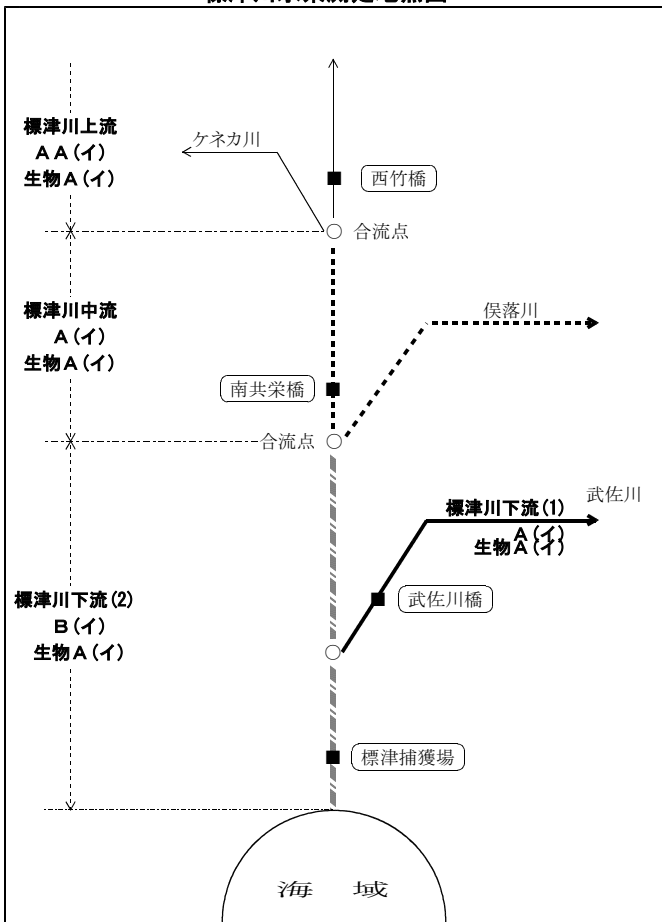 標津川水系測定地点図
標津川上流
AA(イ)
生物A(イ)
ケネカ川
西竹橋
合流点
標津川中流
A(イ)
生物A(イ)
俣落川
南共栄橋
合流点
武佐川
標津川下流(1)
A(イ)
生物A(イ)
標津川下流(2)
B(イ)
生物A(イ)
武佐川橋
標津捕獲場
海 域